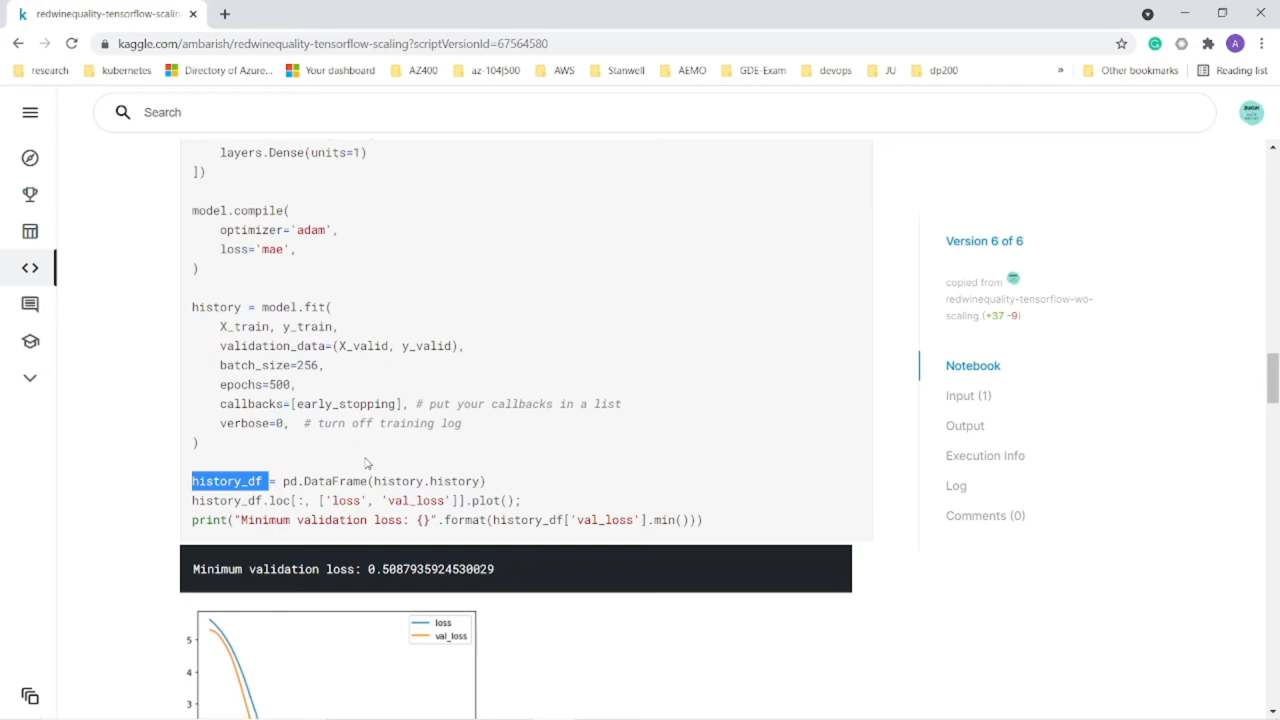 redwinequality-tensorflow-scalin
kaggle.com/ambarish/redwinequality-tensorflow-scaling?scriptVersionId=67564580
A
research kubernetes Directory of Azure... Your dashboard AZ400 az-104|500 AWS Stanwell AEMO GDE-Exam devops JU dp200 » Other bookmarks Reading list
Search
layers.Dense(units=1)
])
model.compile(
optimizer='adam',
loss='mae',
)
history = model.fit(
X_train, y_train,
validation_data=(X_valid, y_valid),
batch_size=256,
epochs=500,
callbacks=[early_stopping], # put your callbacks in a list
verbose=0,  # turn off training log
)
history_df = pd.DataFrame(history.history)
history_df.loc[:, ['loss', 'val_loss']].plot();
print("Minimum validation loss: {}".format(history_df['val_loss'].min()))
Minimum validation loss: 0.5087935924530029
loss
val_loss
5
4
3
Version 6 of 6
copied from
redwinequality-tensorflow-wo-
scaling (+37 -9)
Notebook
Input (1)
Output
Execution Info
Log
Comments (0)